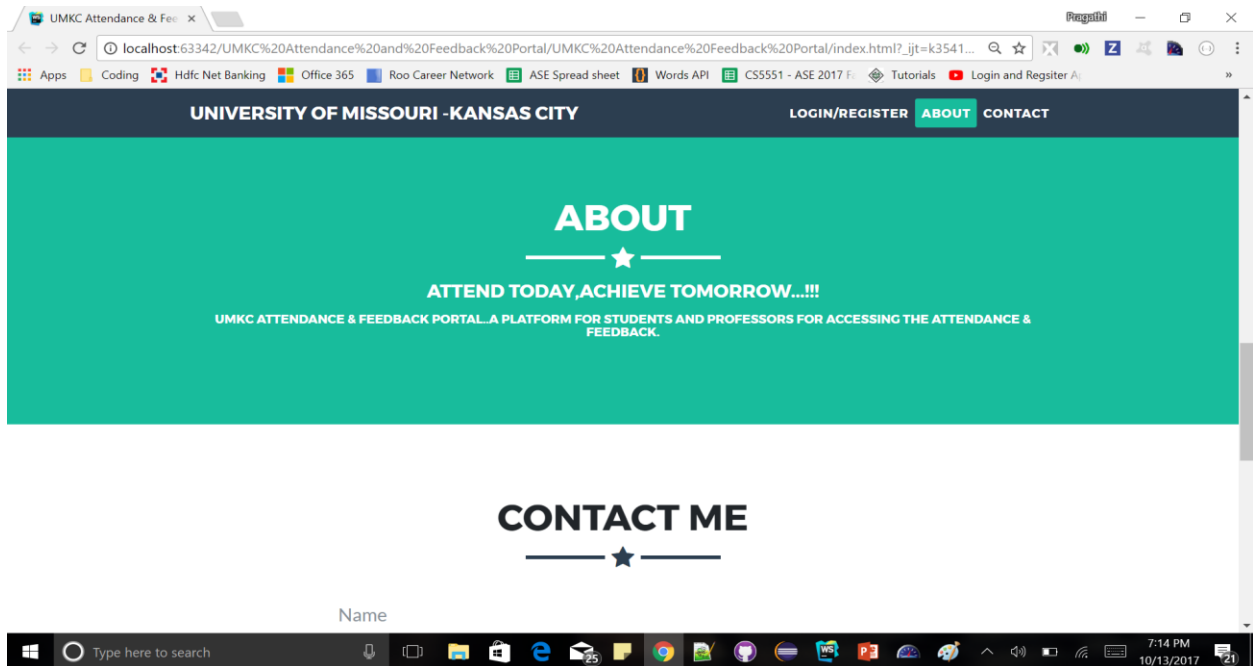 UMKC Attendance & Fee
Pragathi
localhost:63342/UMKC%20Attendance%20and%20Feedback%20Portal/UMKC%20Attendance%20Feedback%20Portal/index.html?_ijt=k3541...
Apps Coding Hdfc Net Banking Office 365 Roo Career Network ASE Spread sheet Words API CS5551 - ASE 2017 F Tutorials Login and Regsiter A »
UNIVERSITY OF MISSOURI -KANSAS CITY LOGIN/REGISTER ABOUT CONTACT
ABOUT
ATTEND TODAY,ACHIEVE TOMORROW...!!!
UMKC ATTENDANCE & FEEDBACK PORTAL..A PLATFORM FOR STUDENTS AND PROFESSORS FOR ACCESSING THE ATTENDANCE &
FEEDBACK.
CONTACT ME
Name
Type here to search 25 WS 7:14 PM
10/13/2017 21